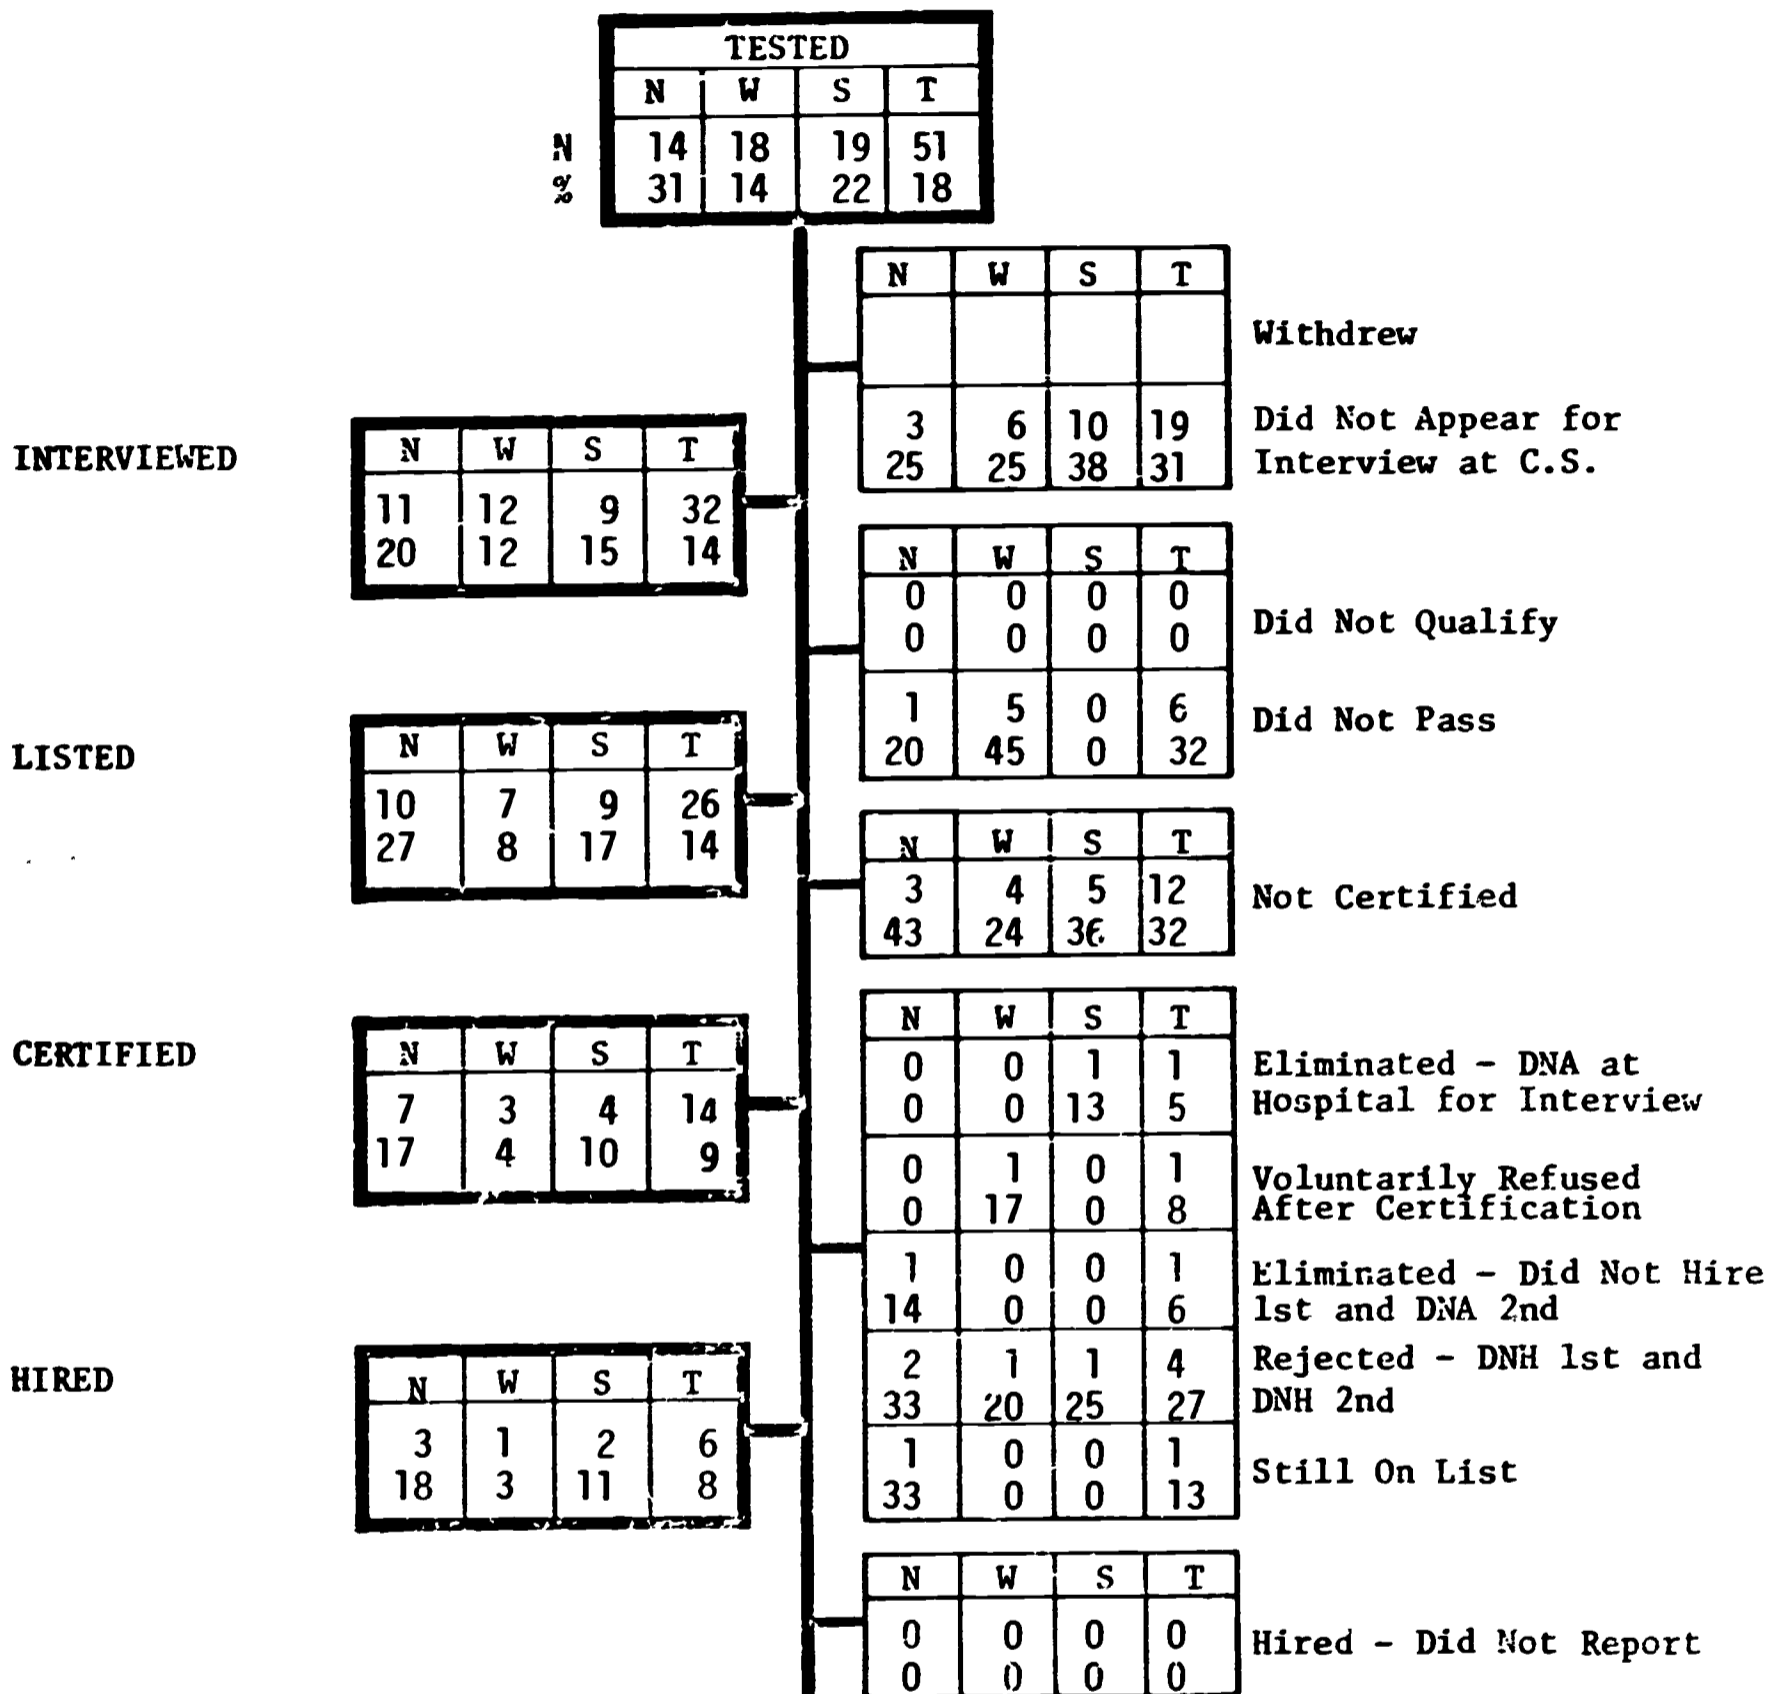 TESTED
N W S T
N 14 18 19 51
% 31 14 22 18
N W S T
Withdrew
3 6 10 19 Did Not Appear for
25 25 38 31 Interview at C.S.
INTERVIEWED
N W S T
11 12 9 32
20 12 15 14
N W S T
0 0 0 0
0 0 0 0
Did Not Qualify
1 5 0 6
20 45 0 32
Did Not Pass
LISTED
N W S T
10 7 9 26
27 8 17 14
N W S T
3 4 5 12
43 24 36 32
Not Certified
CERTIFIED
N W S T
7 3 4 14
17 4 10 9
N W S T
0 0 1 1 Eliminated - DNA at
0 0 13 5 Hospital for Interview
0 1 0 1 Voluntarily Refused
0 17 0 8 After Certification
1 0 0 1 Eliminated - Did Not Hire
14 0 0 6 1st and DNA 2nd
2 1 1 4 Rejected - DNH 1st and
33 20 25 27 DNH 2nd
1 0 0 1
33 0 0 13
Still On List
HIRED
N W S T
3 1 2 6
18 3 11 8
N W S T
0 0 0 0
0 0 0 0
Hired - Did Not Report